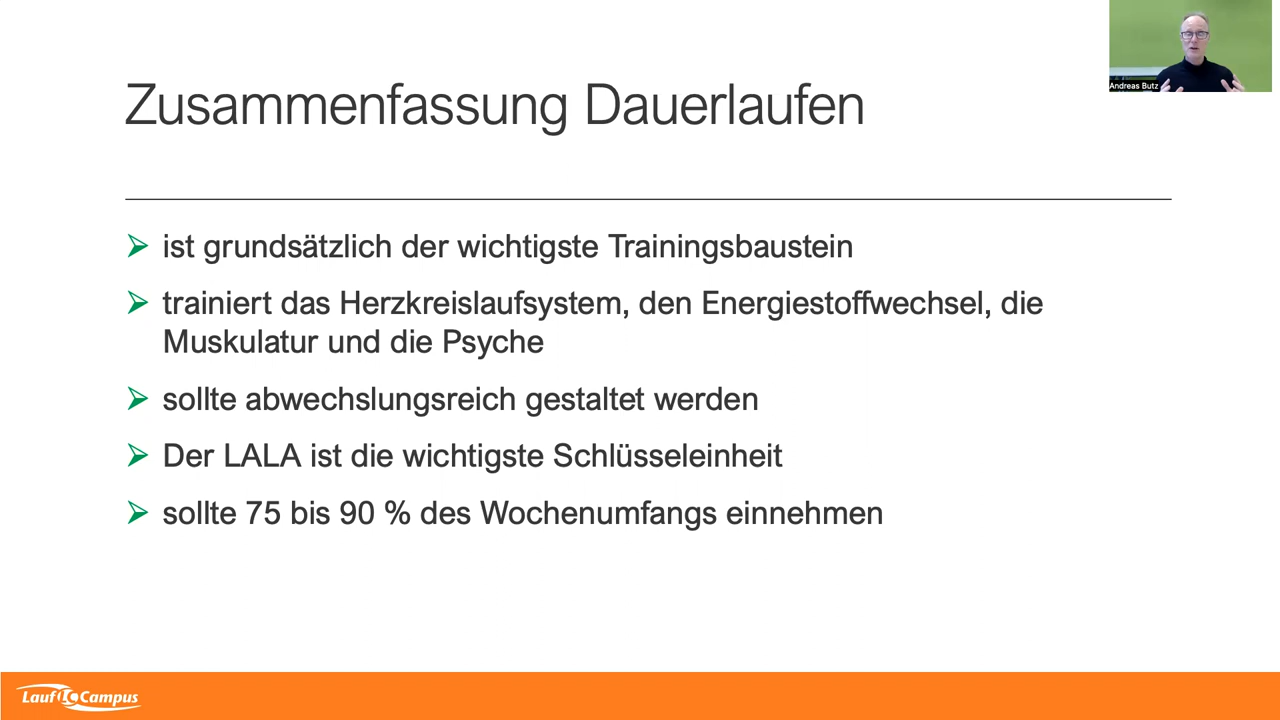 Andreas Butz
Zusammenfassung Dauerlaufen
ist grundsätzlich der wichtigste Trainingsbaustein
trainiert das Herzkreislaufsystem, den Energiestoffwechsel, die
Muskulatur und die Psyche
sollte abwechslungsreich gestaltet werden
Der LALA ist die wichtigste Schlüsseleinheit
sollte 75 bis 90 % des Wochenumfangs einnehmen
Lauf LC Campus